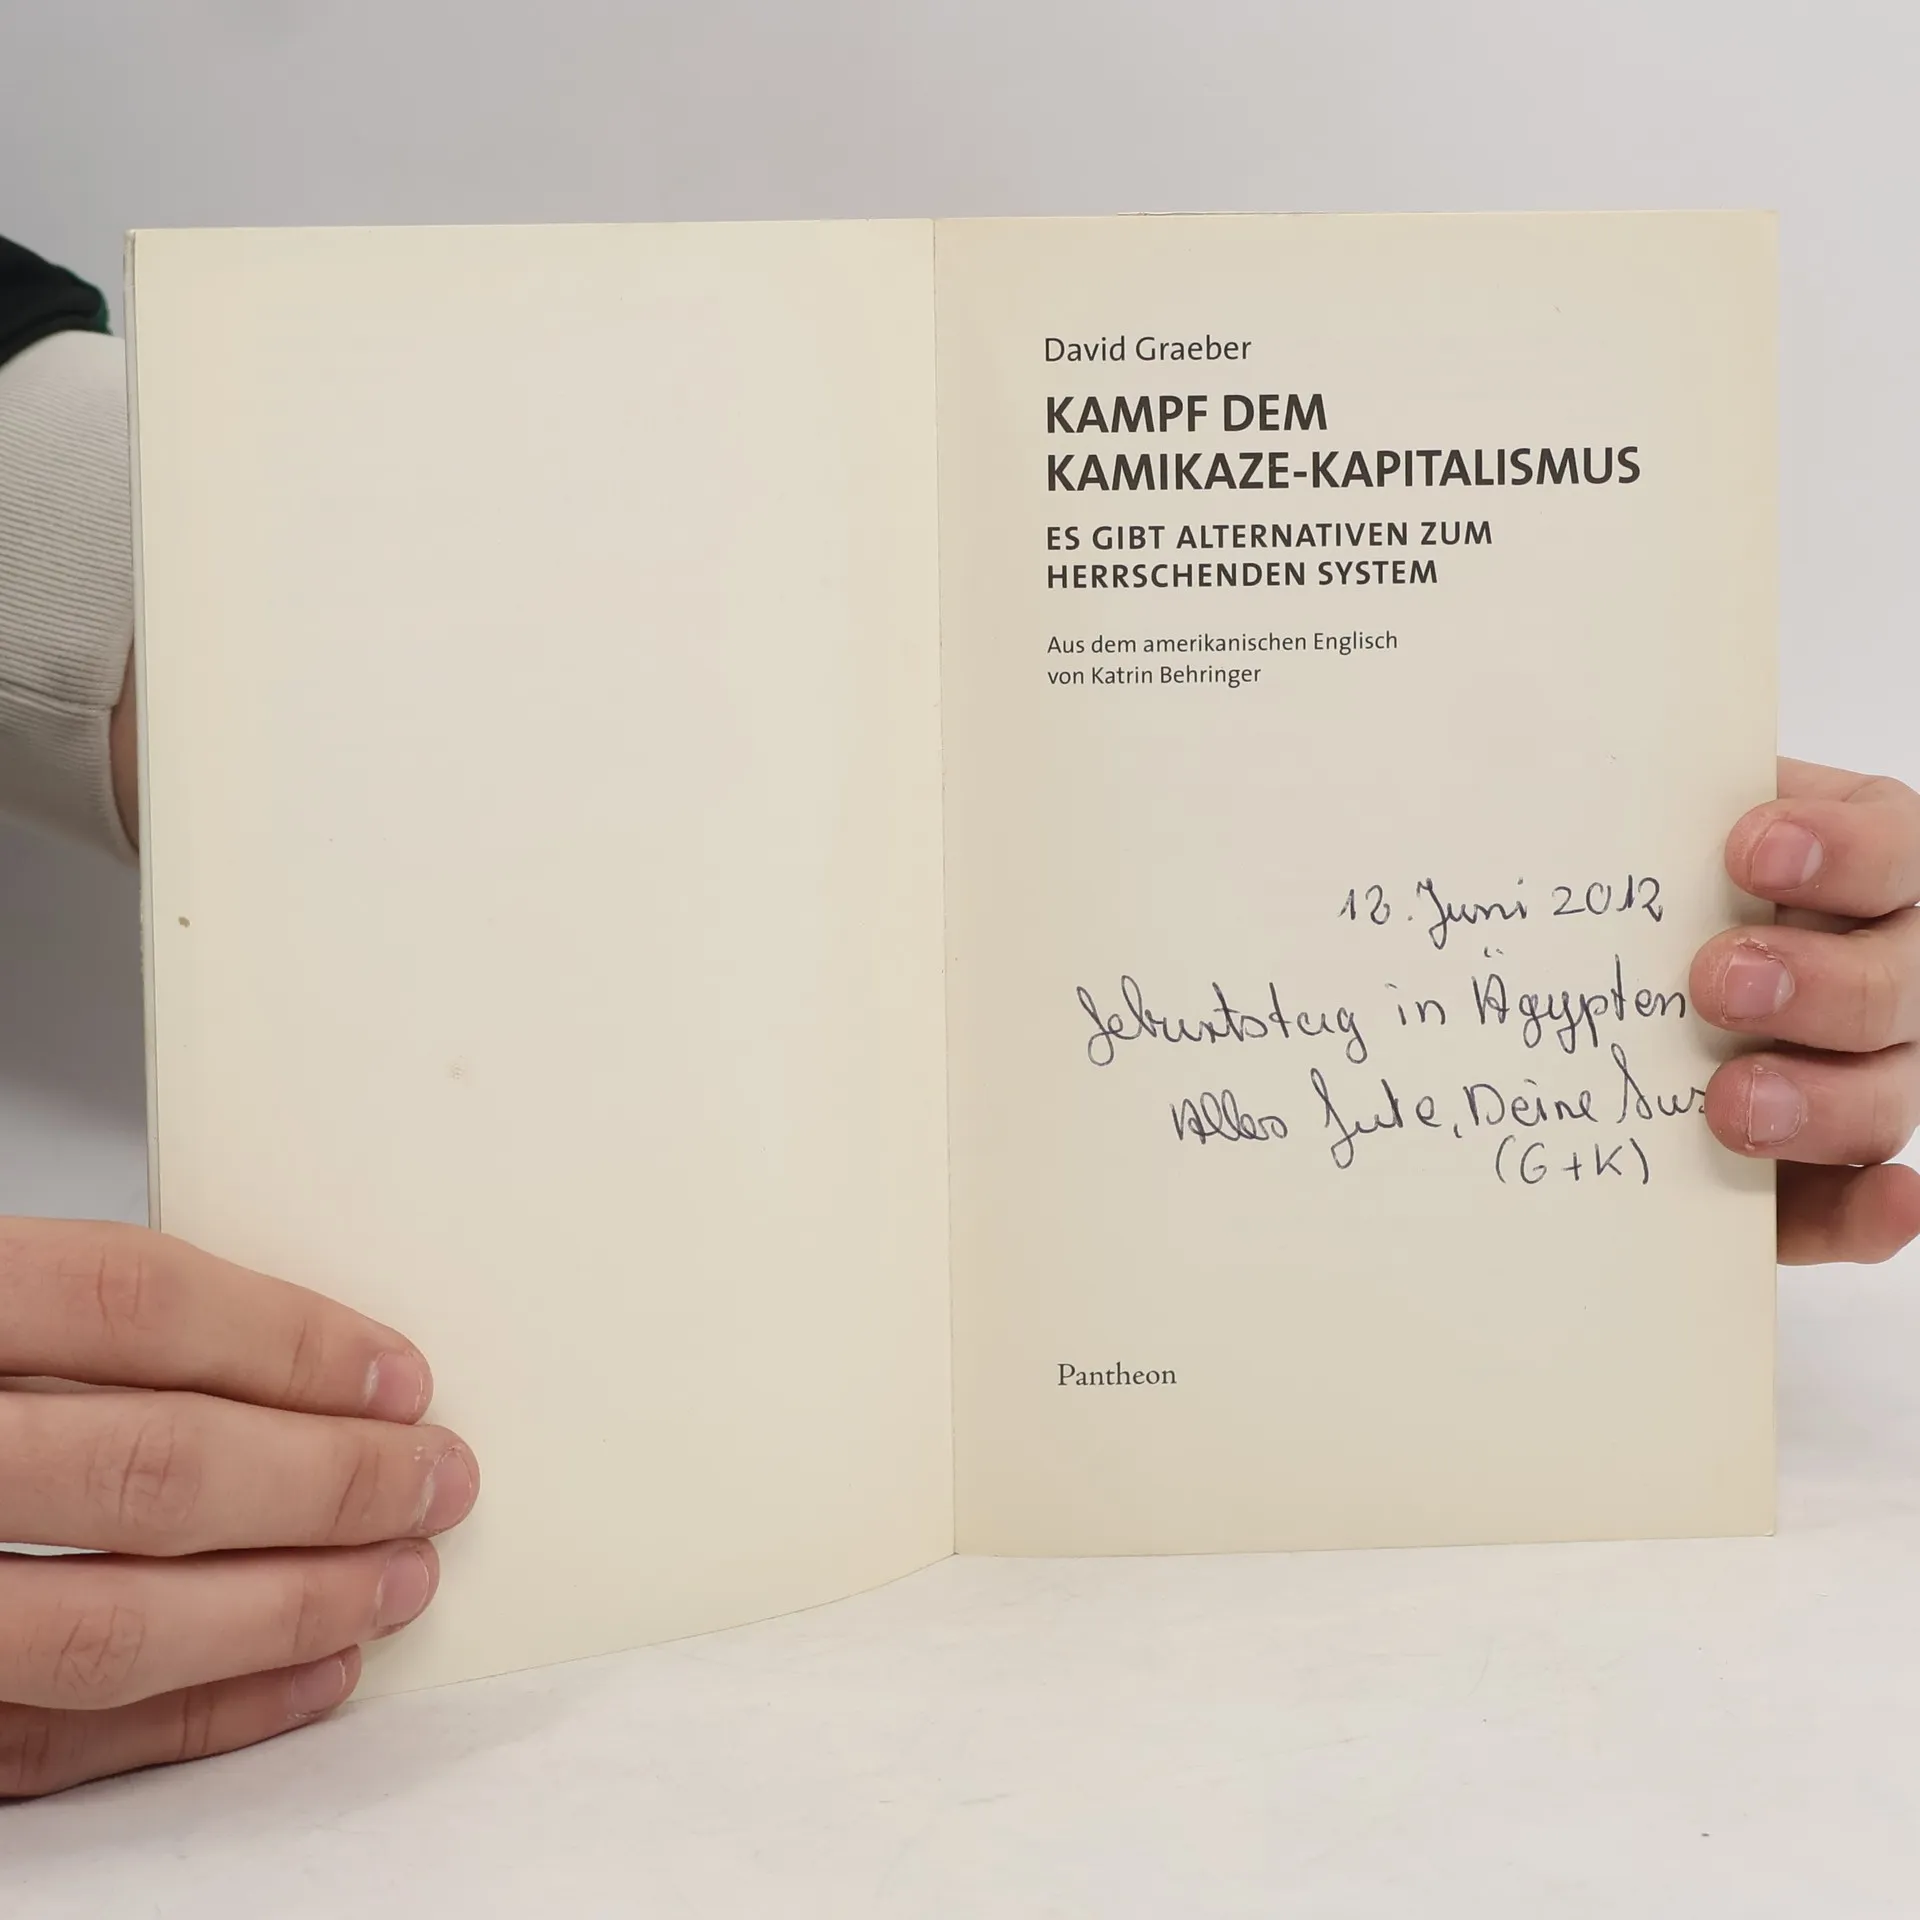 David Graeber
KAMPF DEM
KAMIKAZE-KAPITALISMUS
ES GIBT ALTERNATIVEN ZUM
HERRSCHENDEN SYSTEM
Aus dem amerikanischen Englisch
von Katrin Behringer
Juni 2012
Geburtstag in Ägypten
Alles Gute, Deine
(G+K)
Pantheon